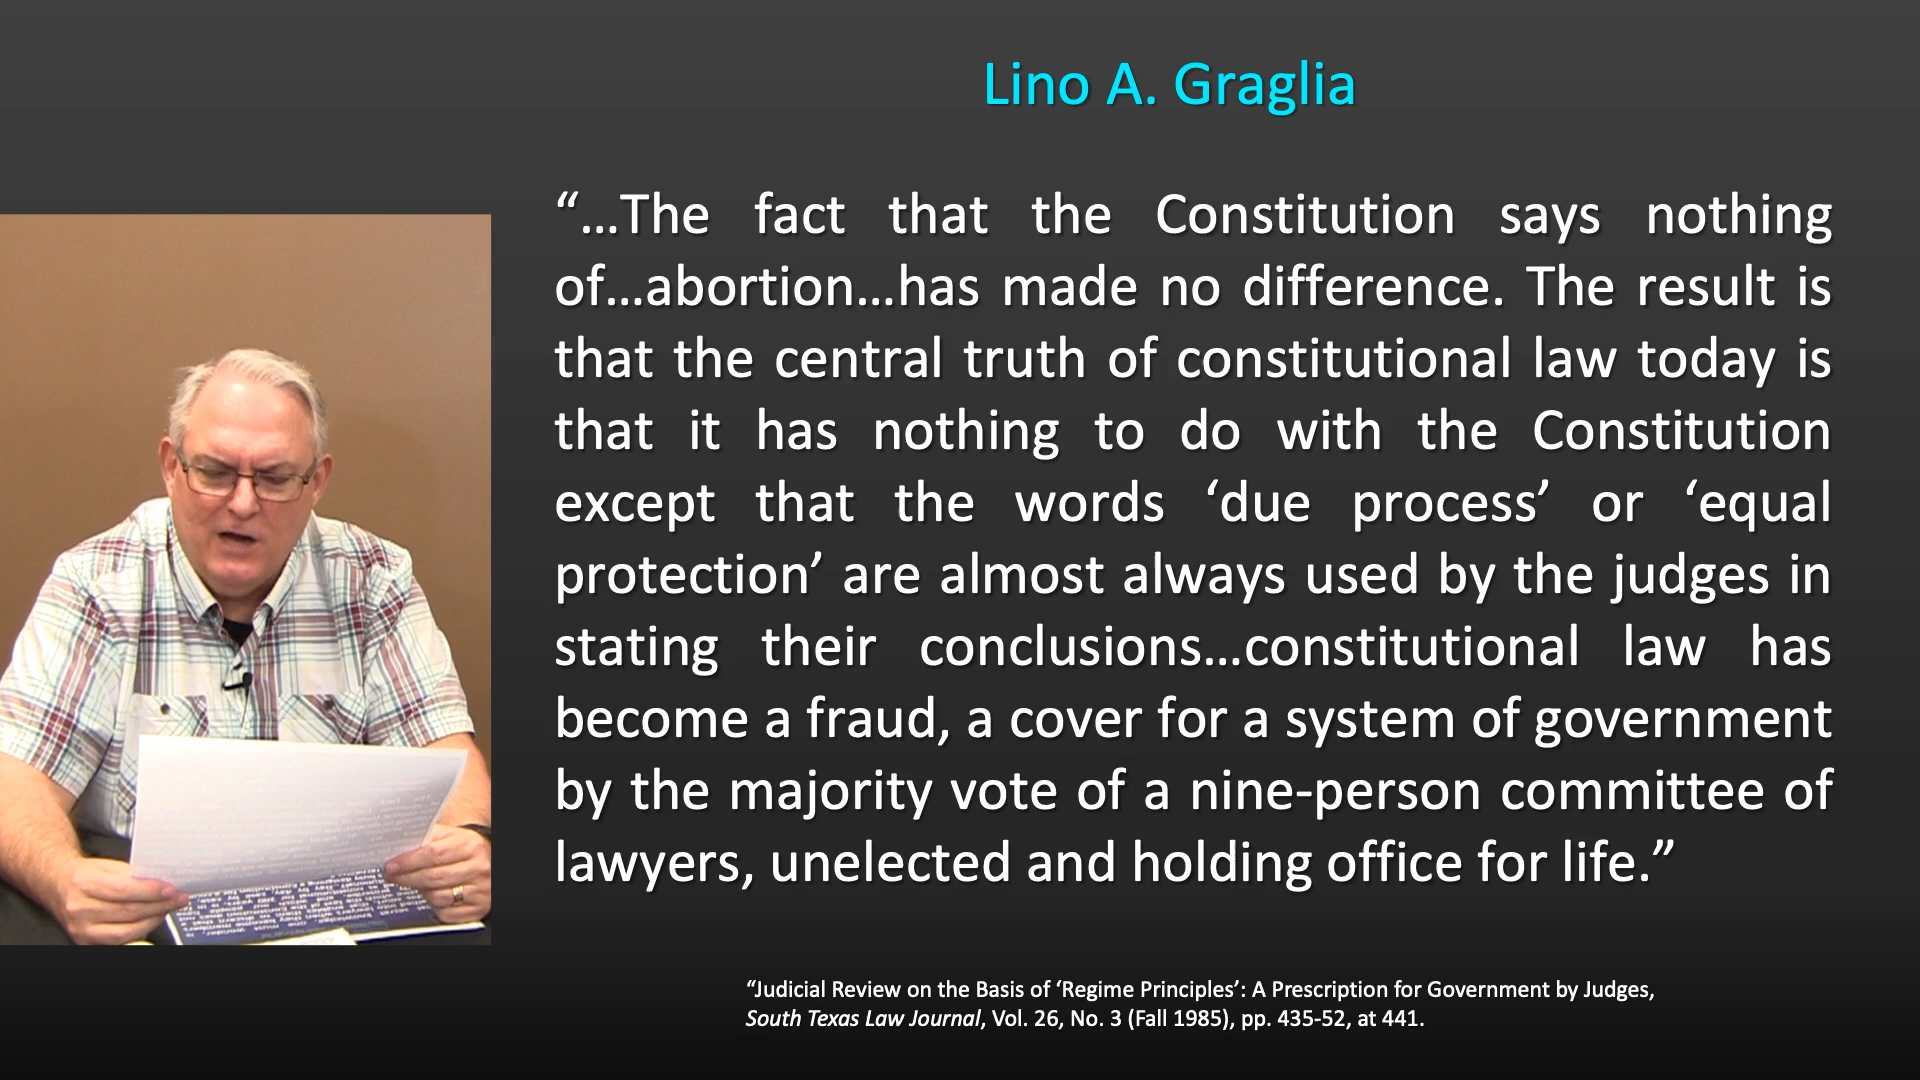 Lino A. Graglia
“…The fact that the Constitution says nothing
of…abortion…has made no difference. The result is
that the central truth of constitutional law today is
that it has nothing to do with the Constitution
except that the words ‘due process’ or ‘equal
protection’ are almost always used by the judges in
stating their conclusions…constitutional law has
become a fraud, a cover for a system of government
by the majority vote of a nine-person committee of
lawyers, unelected and holding office for life.”
“Judicial Review on the Basis of ‘Regime Principles’: A Prescription for Government by Judges,
South Texas Law Journal, Vol. 26, No. 3 (Fall 1985), pp. 435-52, at 441.